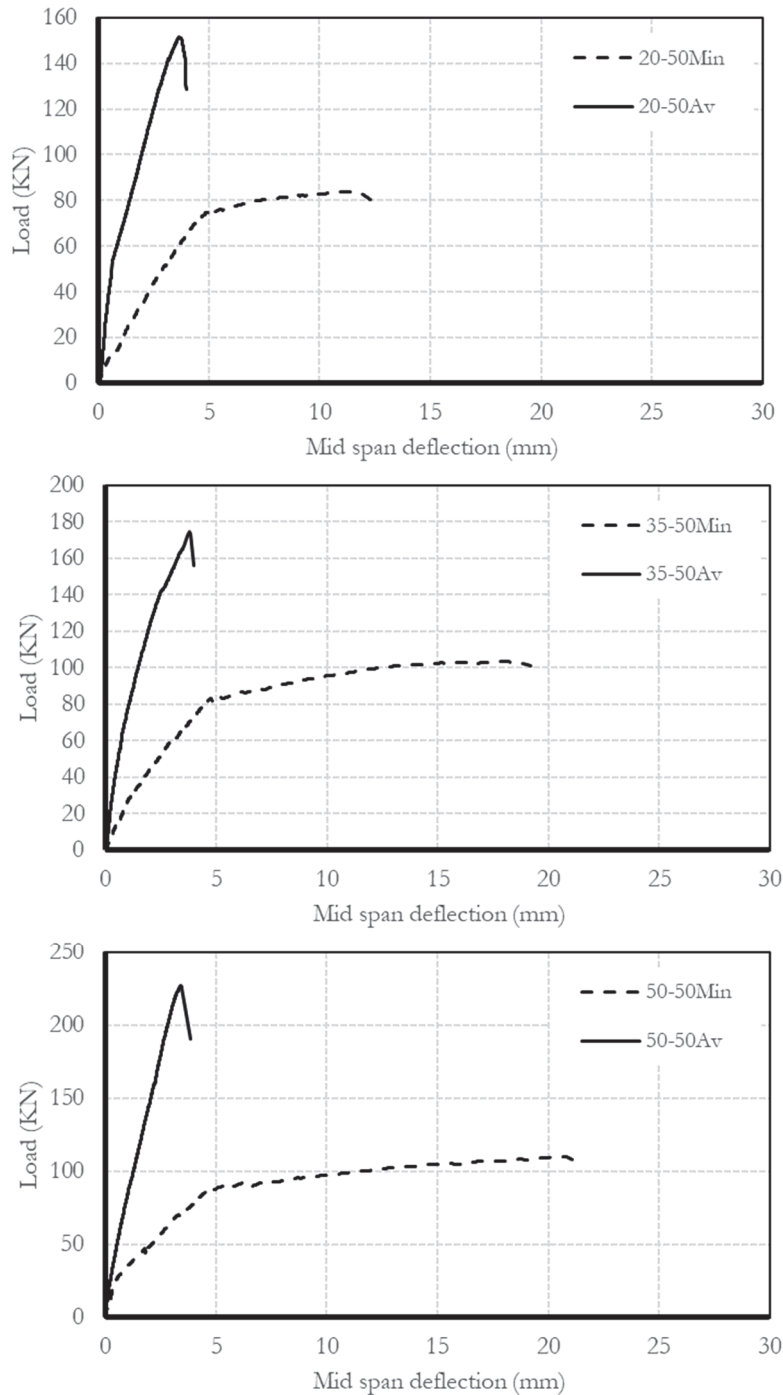 160
140
120
100
80
60
40
20
0
Load (KN)
20-50Min
20-50Av
0 5 10 15 20 25 30
Mid span deflection (mm)
200
180
160
140
120
100
80
60
40
20
0
Load (KN)
35-50Min
35-50Av
0 5 10 15 20 25 30
Mid span deflection (mm)
250
200
150
100
50
0
Load (KN)
50-50Min
50-50Av
0 5 10 15 20 25 30
Mid span deflection (mm)